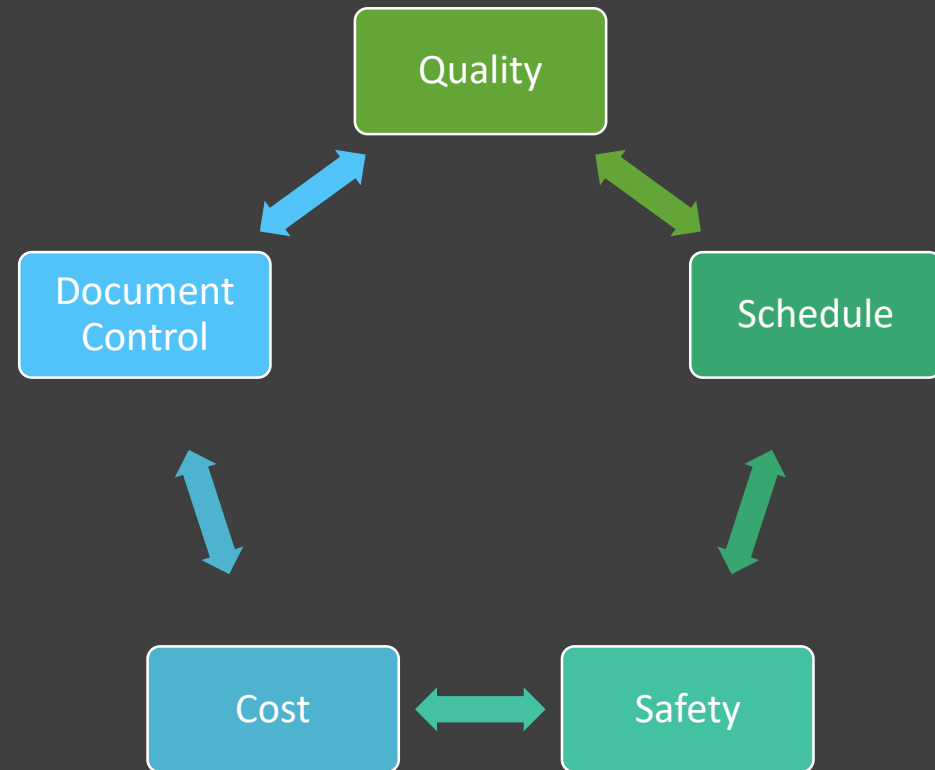 Quality
Document
Control
Schedule
Cost
Safety